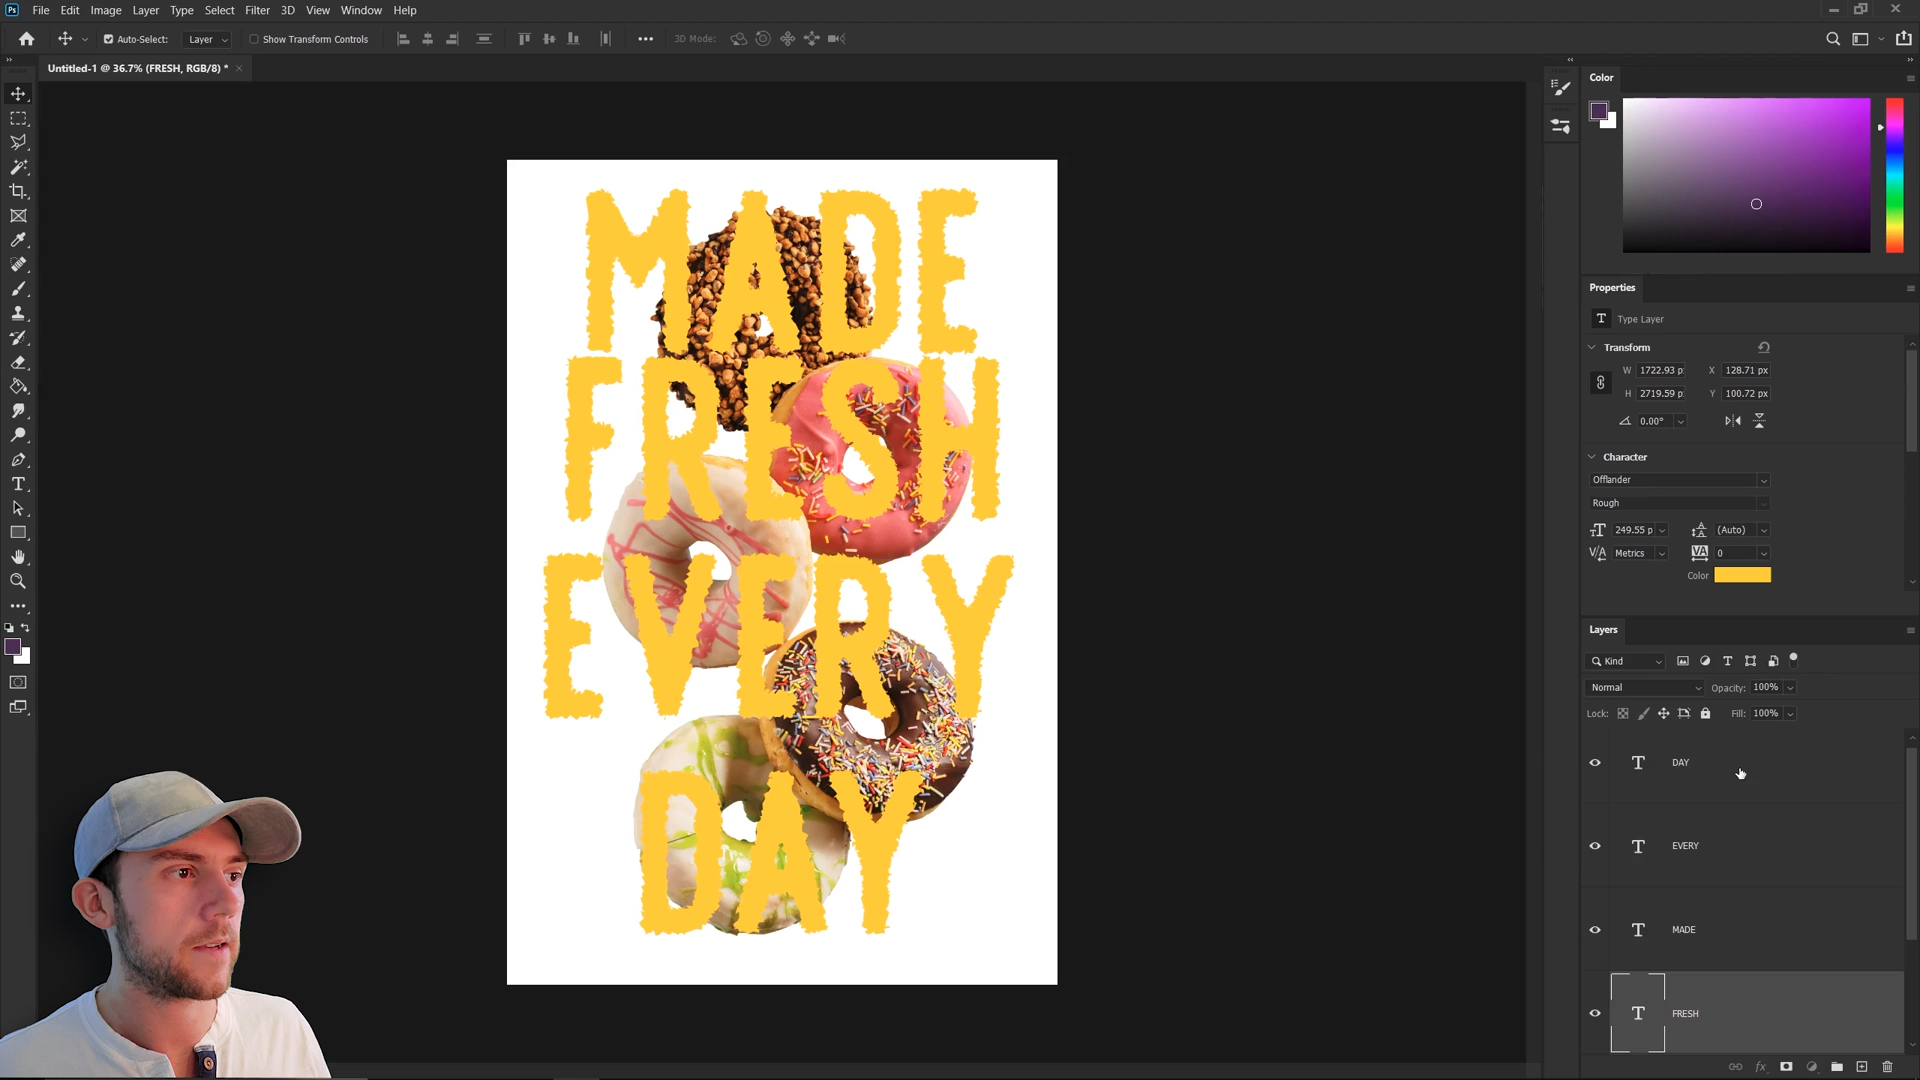 Ps File Edit Image Layer Type Select Filter 3D View Window Help
Auto-Select: Layer Show Transform Controls 3D Mode:
Untitled-1 @ 36.7% (FRESH, RGB/8) *
MADE
FRESH
EVERY
DAY
Color
Properties
T Type Layer
Transform
W 1722.93 p X 128.71 px
H 2719.59 p Y 100.72 px
0.00°
Character
Offlander
Rough
249.55 p (Auto)
Metrics 0
Color
Layers
Kind
Normal Opacity: 100%
Lock: Fill: 100%
T DAY
T EVERY
T MADE
T FRESH
fx